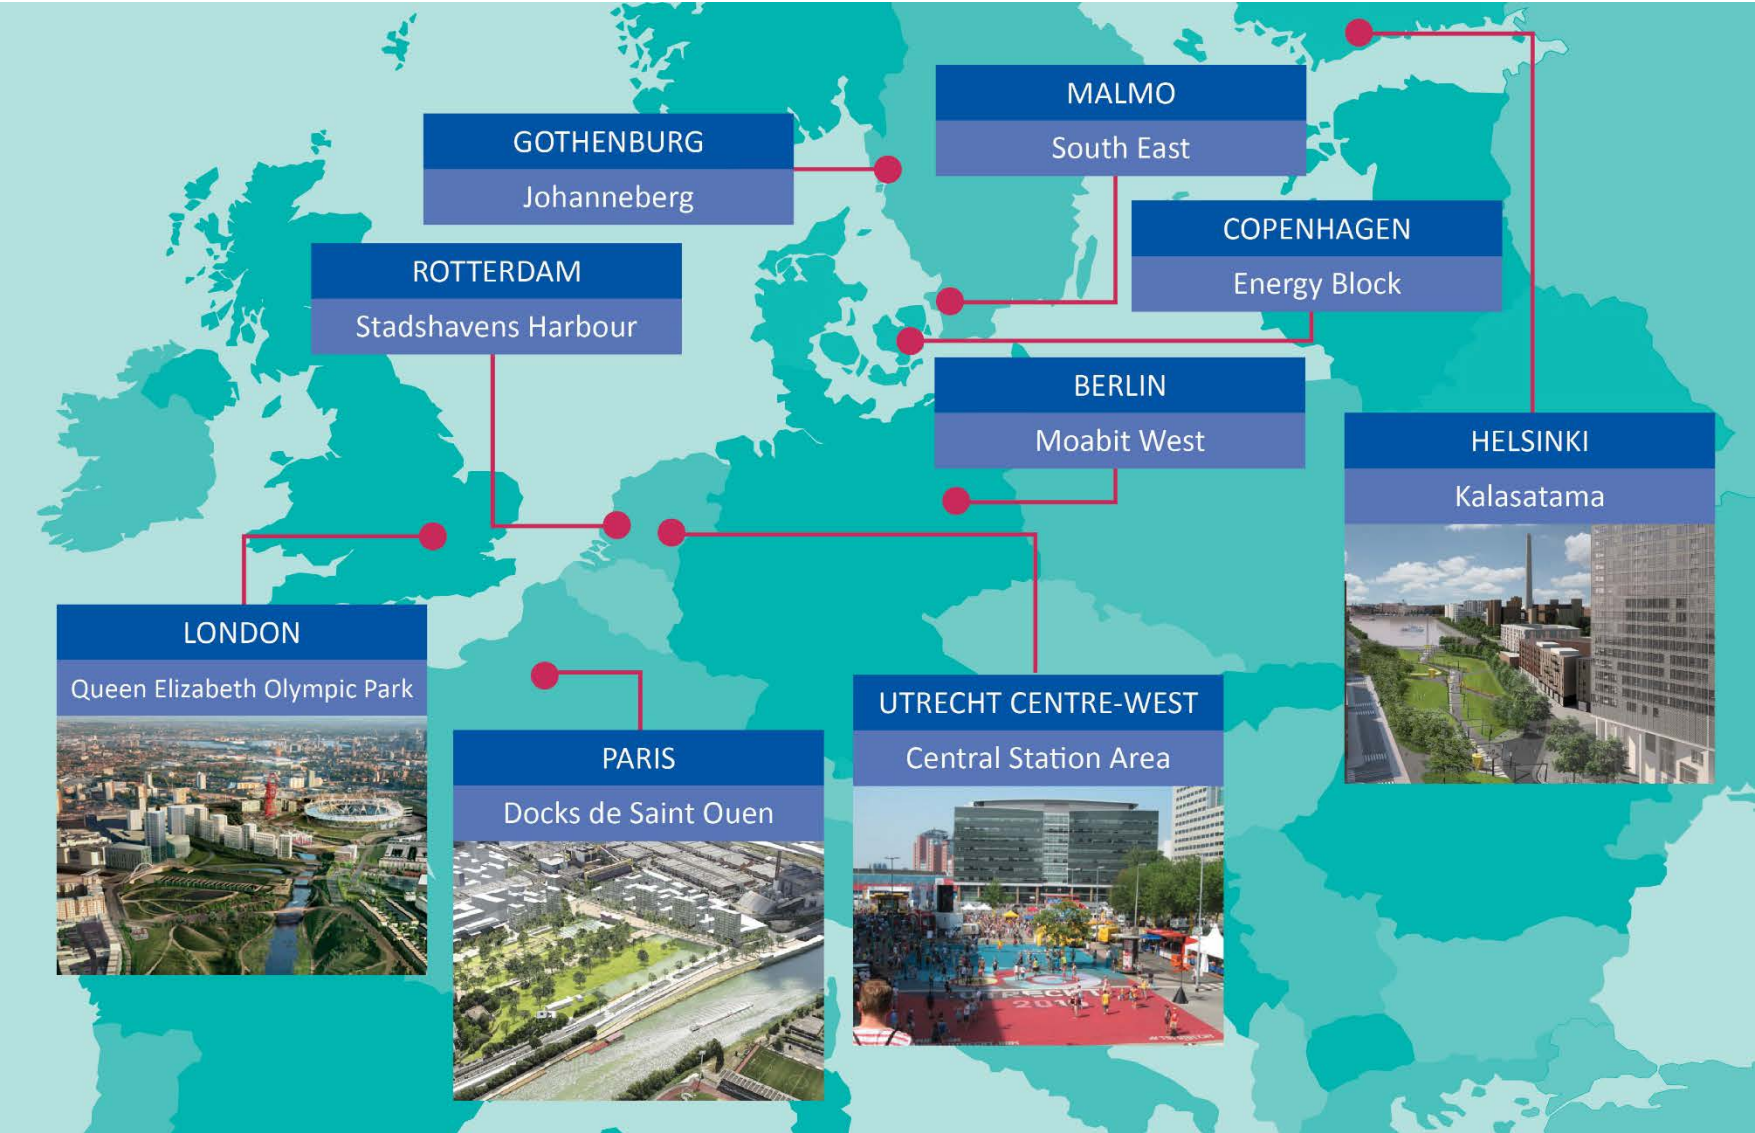 MALMO
South East
GOTHENBURG
Johanneberg
COPENHAGEN
Energy Block
ROTTERDAM
Stadshavens Harbour
BERLIN
Moabit West
HELSINKI
Kalasatama
LONDON
Queen Elizabeth Olympic Park
UTRECHT CENTRE-WEST
Central Station Area
PARIS
Docks de Saint Ouen